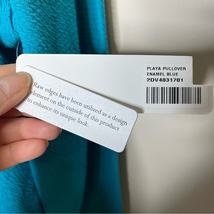 PLAYA PULLOVER
ENAMEL BLUE
2DV4031701
Raw edges have been utilized as a design
element on the outside of this product
to enhance its unique look.